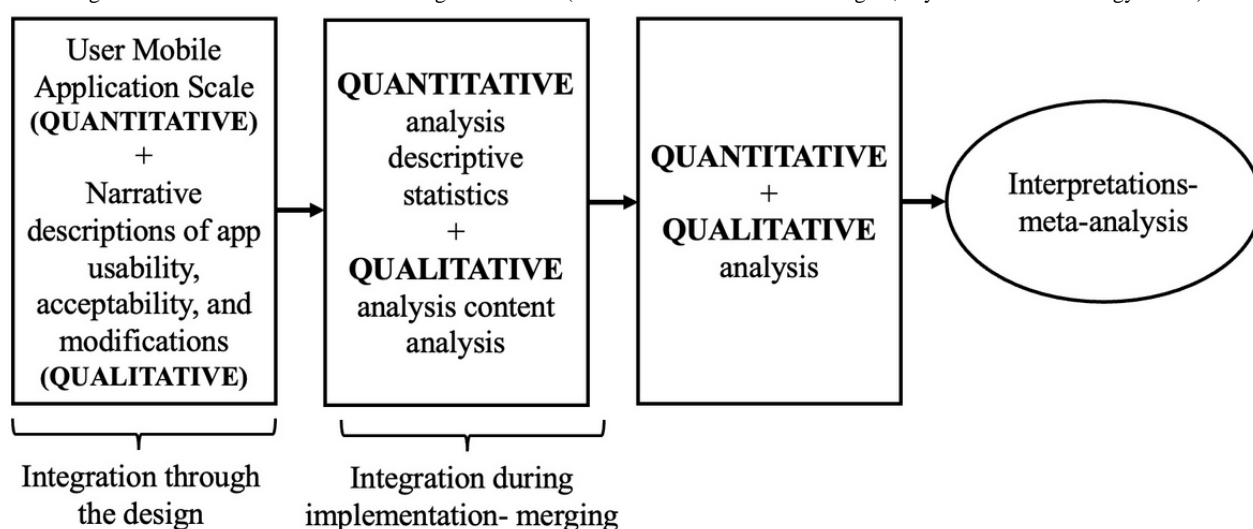 User Mobile
Application Scale
(QUANTITATIVE)
+
Narrative
descriptions of app
usability,
acceptability, and
modifications
(QUALITATIVE)
Integration through
the design
QUANTITATIVE
analysis
descriptive
statistics
+
QUALITATIVE
analysis content
analysis
Integration during
implementation- merging
QUANTITATIVE
+
QUALITATIVE
analysis
Interpretations-
meta-analysis